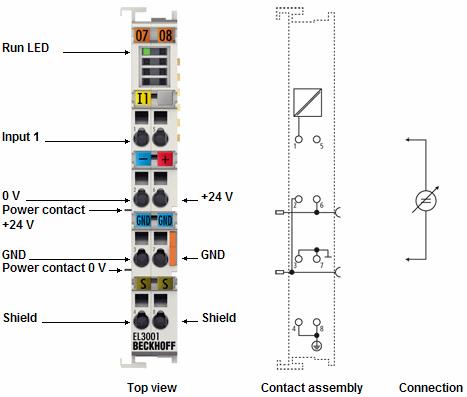 07 08
Run LED
I1
Input 1
1 5
− +
0 V
+24 V
2 6
Power contact
+24 V
GND GND
GND
GND
3 7
Power contact 0 V
S S
Shield
Shield
4 8
EL3001
BECKHOFF
Top view
Contact assembly
Connection